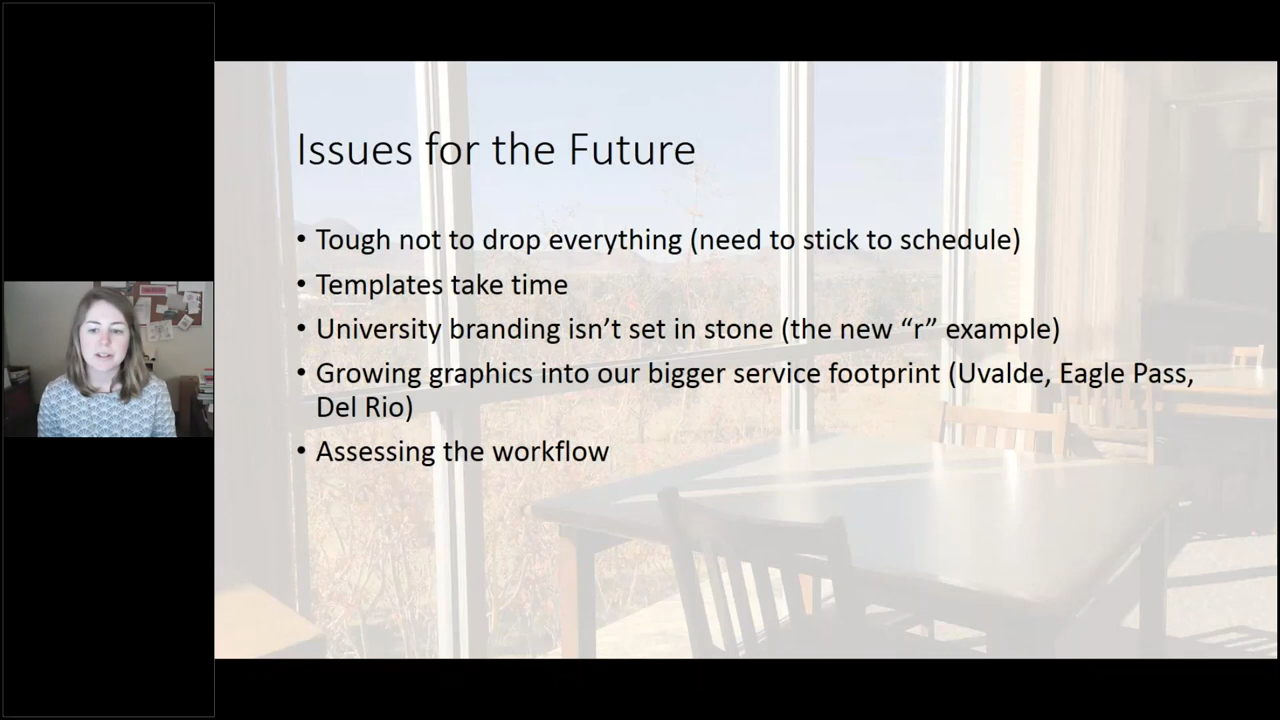 Issues for the Future
• Tough not to drop everything (need to stick to schedule)
• Templates take time
• University branding isn’t set in stone (the new “r” example)
• Growing graphics into our bigger service footprint (Uvalde, Eagle Pass,
Del Rio)
• Assessing the workflow